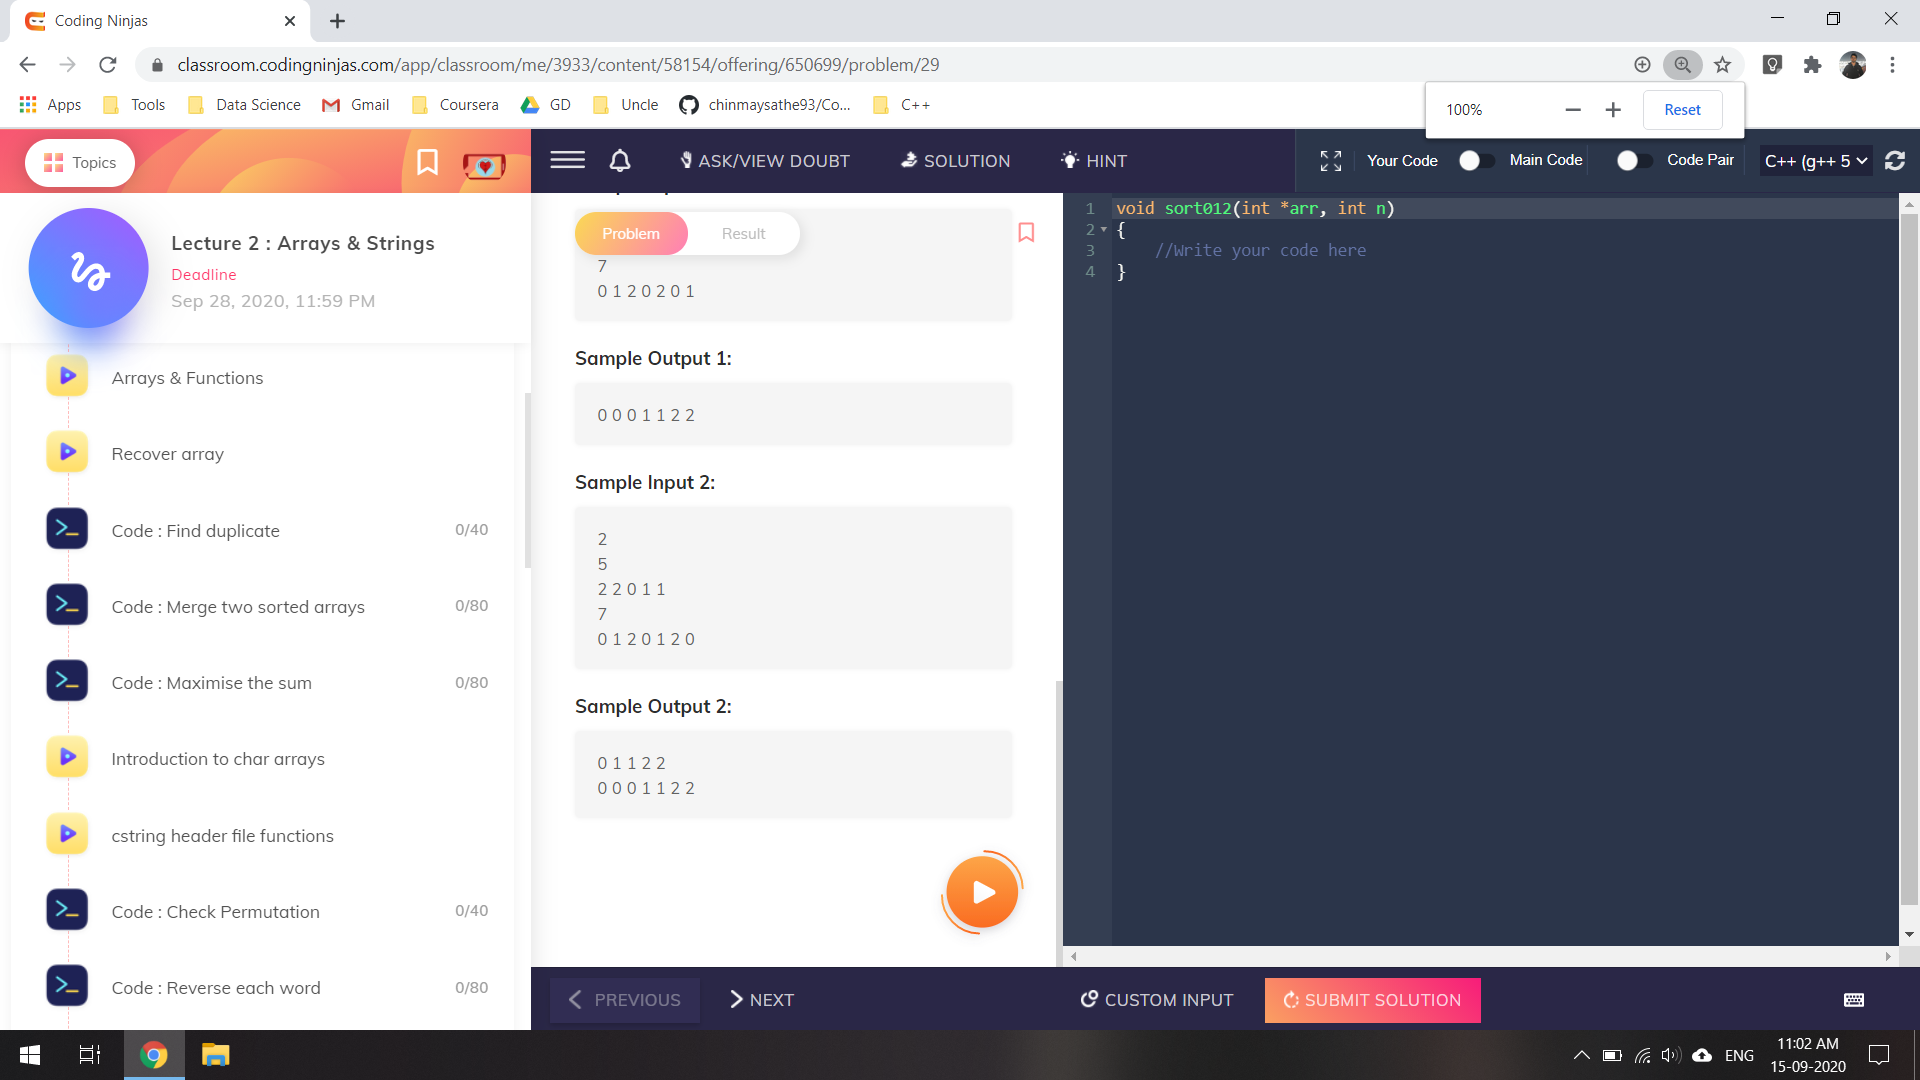 Coding Ninjas
classroom.codingninjas.com/app/classroom/me/3933/content/58154/offering/650699/problem/29
Apps
Tools
Data Science
Gmail
Coursera
GD
Uncle
chinmaysathe93/Co...
C++
100%
Reset
Topics
ASK/VIEW DOUBT
SOLUTION
HINT
Your Code
Main Code
Code Pair
C++ (g++ 5
Lecture 2 : Arrays & Strings
Deadline
Sep 28, 2020, 11:59 PM
Arrays & Functions
Recover array
Code : Find duplicate 0/40
Code : Merge two sorted arrays 0/80
Code : Maximise the sum 0/80
Introduction to char arrays
cstring header file functions
Code : Check Permutation 0/40
Code : Reverse each word 0/80
Problem
Result
7
0 1 2 0 2 0 1
Sample Output 1:
0 0 0 1 1 2 2
Sample Input 2:
2
5
2 2 0 1 1
7
0 1 2 0 1 2 0
Sample Output 2:
0 1 1 2 2
0 0 0 1 1 2 2
1 void sort012(int *arr, int n)
2 {
3 //Write your code here
4 }
PREVIOUS
NEXT
CUSTOM INPUT
SUBMIT SOLUTION
ENG
11:02 AM
15-09-2020